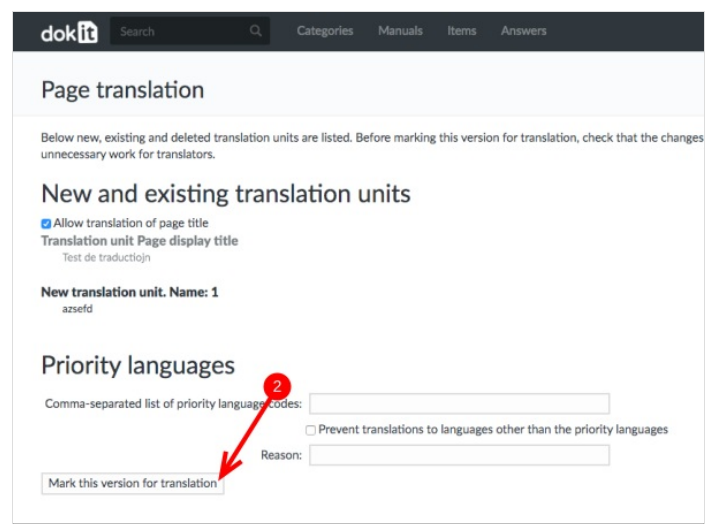 dokit Search Categories Manuals Items Answers
Page translation
Below new, existing and deleted translation units are listed. Before marking this version for translation, check that the changes
unnecessary work for translators.
New and existing translation units
Allow translation of page title
Translation unit Page display title
Test de traductiojn
New translation unit. Name: 1
azsefd
Priority languages
2
Comma-separated list of priority language codes:
Prevent translations to languages other than the priority languages
Reason:
Mark this version for translation